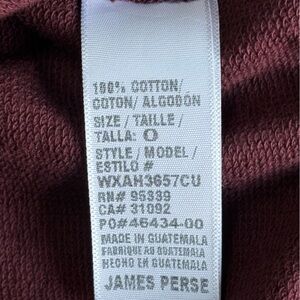 100% COTTON/
COTON/ ALGODÓN
SIZE / TAILLE /
TALLA: 0
STYLE / MODEL /
ESTILO #
WXAH3657CU
RN# 95339
CA# 31092
PO#46434-00
MADE IN GUATEMALA
FABRIQUE AU GUATEMALA
HECHO EN GUATEMALA
JAMES PERSE